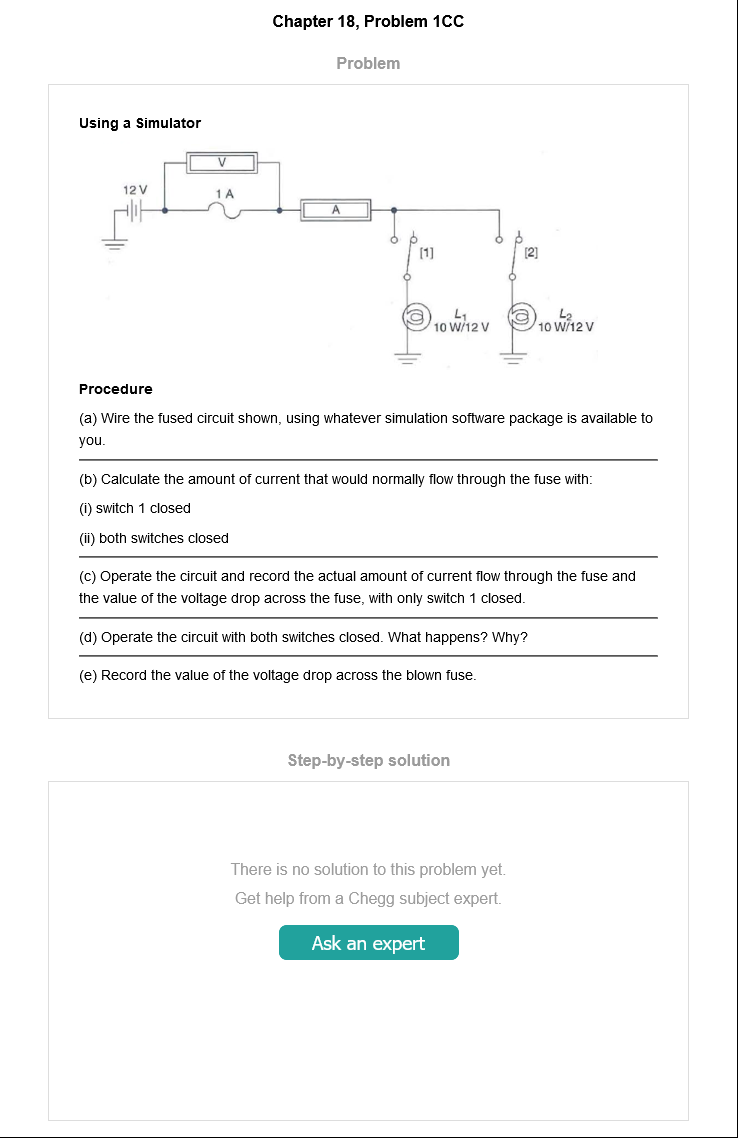 Chapter 18, Problem 1CC
Problem
Using a Simulator
V
12 V
1 A
A
[1]
[2]
L1
10 W/12 V
L2
10 W/12 V
Procedure
(a) Wire the fused circuit shown, using whatever simulation software package is available to
you.
(b) Calculate the amount of current that would normally flow through the fuse with:
(i) switch 1 closed
(ii) both switches closed
(c) Operate the circuit and record the actual amount of current flow through the fuse and
the value of the voltage drop across the fuse, with only switch 1 closed.
(d) Operate the circuit with both switches closed. What happens? Why?
(e) Record the value of the voltage drop across the blown fuse.
Step-by-step solution
There is no solution to this problem yet.
Get help from a Chegg subject expert.
Ask an expert